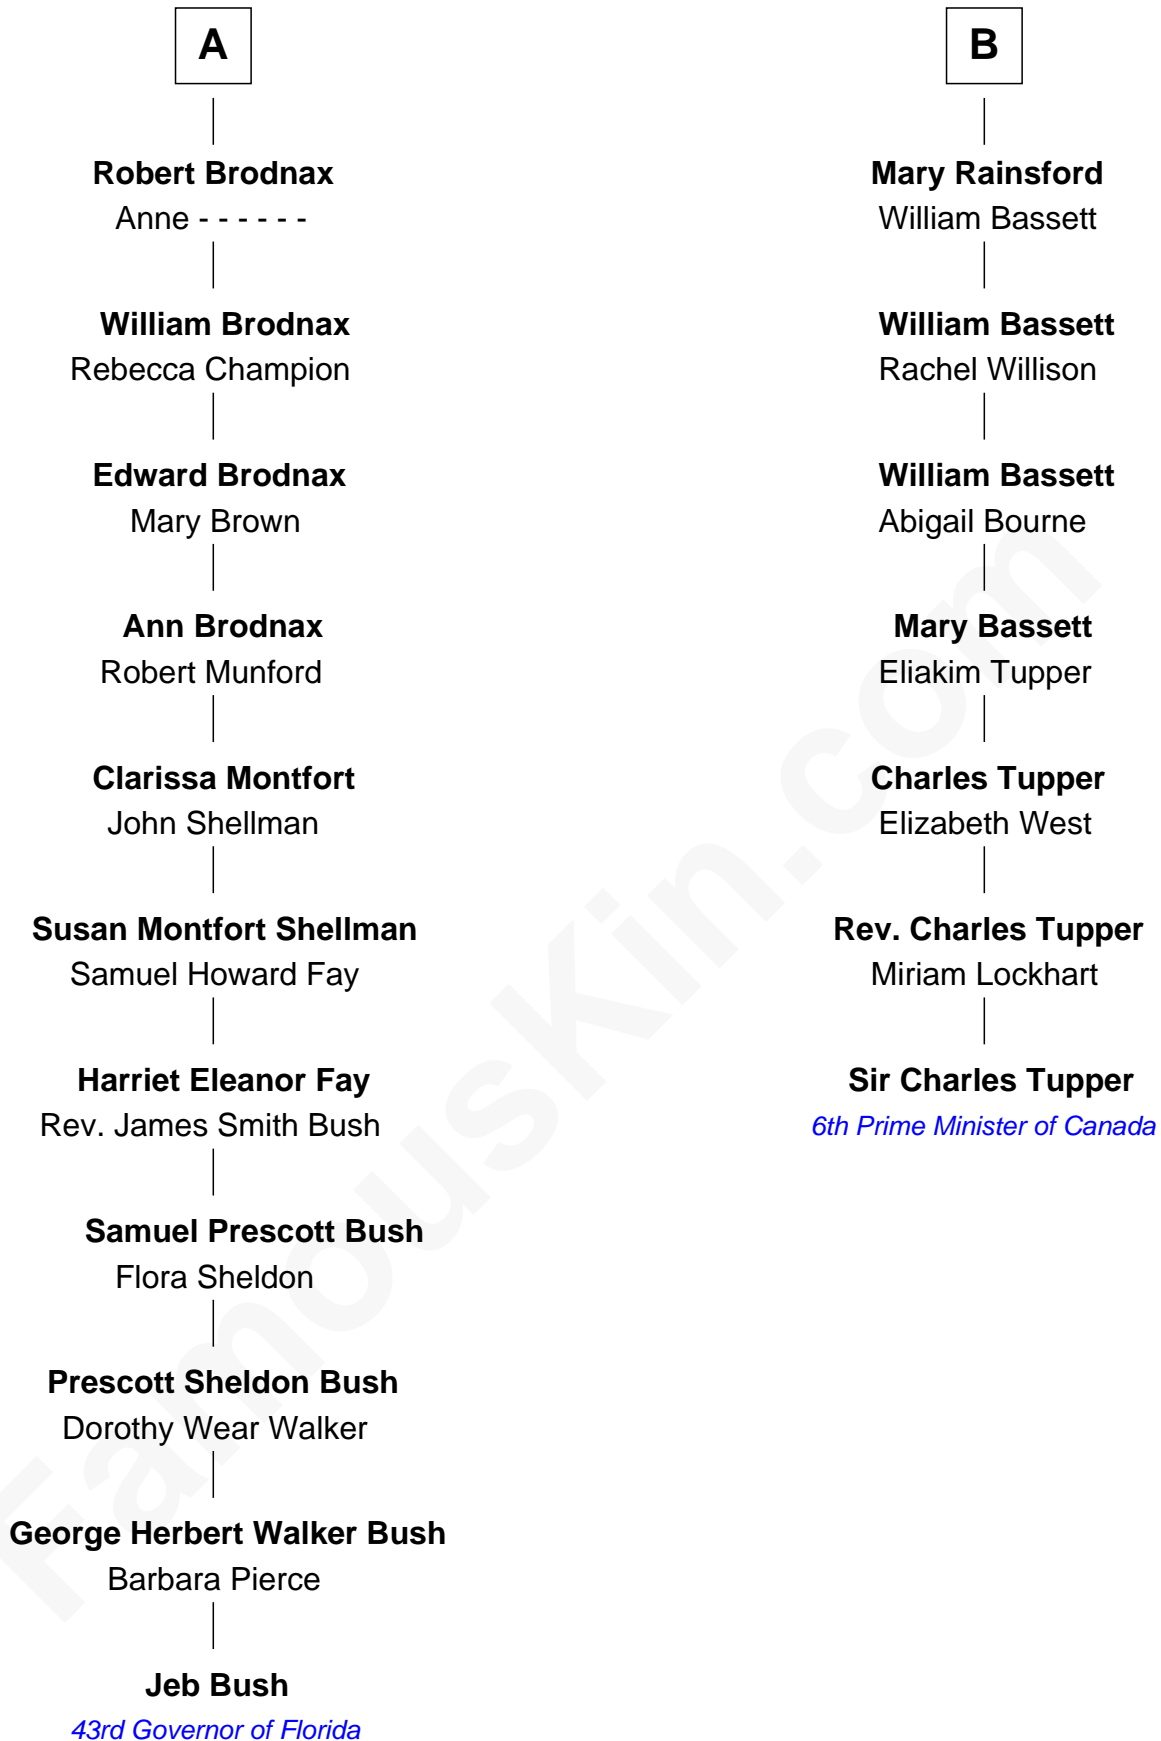 A
Robert Brodnax
Anne - - - - - -
William Brodnax
Rebecca Champion
Edward Brodnax
Mary Brown
Ann Brodnax
Robert Munford
Clarissa Montfort
John Shellman
Susan Montfort Shellman
Samuel Howard Fay
Harriet Eleanor Fay
Rev. James Smith Bush
Samuel Prescott Bush
Flora Sheldon
Prescott Sheldon Bush
Dorothy Wear Walker
George Herbert Walker Bush
Barbara Pierce
Jeb Bush
43rd Governor of Florida
B
Mary Rainsford
William Bassett
William Bassett
Rachel Willison
William Bassett
Abigail Bourne
Mary Bassett
Eliakim Tupper
Charles Tupper
Elizabeth West
Rev. Charles Tupper
Miriam Lockhart
Sir Charles Tupper
6th Prime Minister of Canada
FamousKin.com